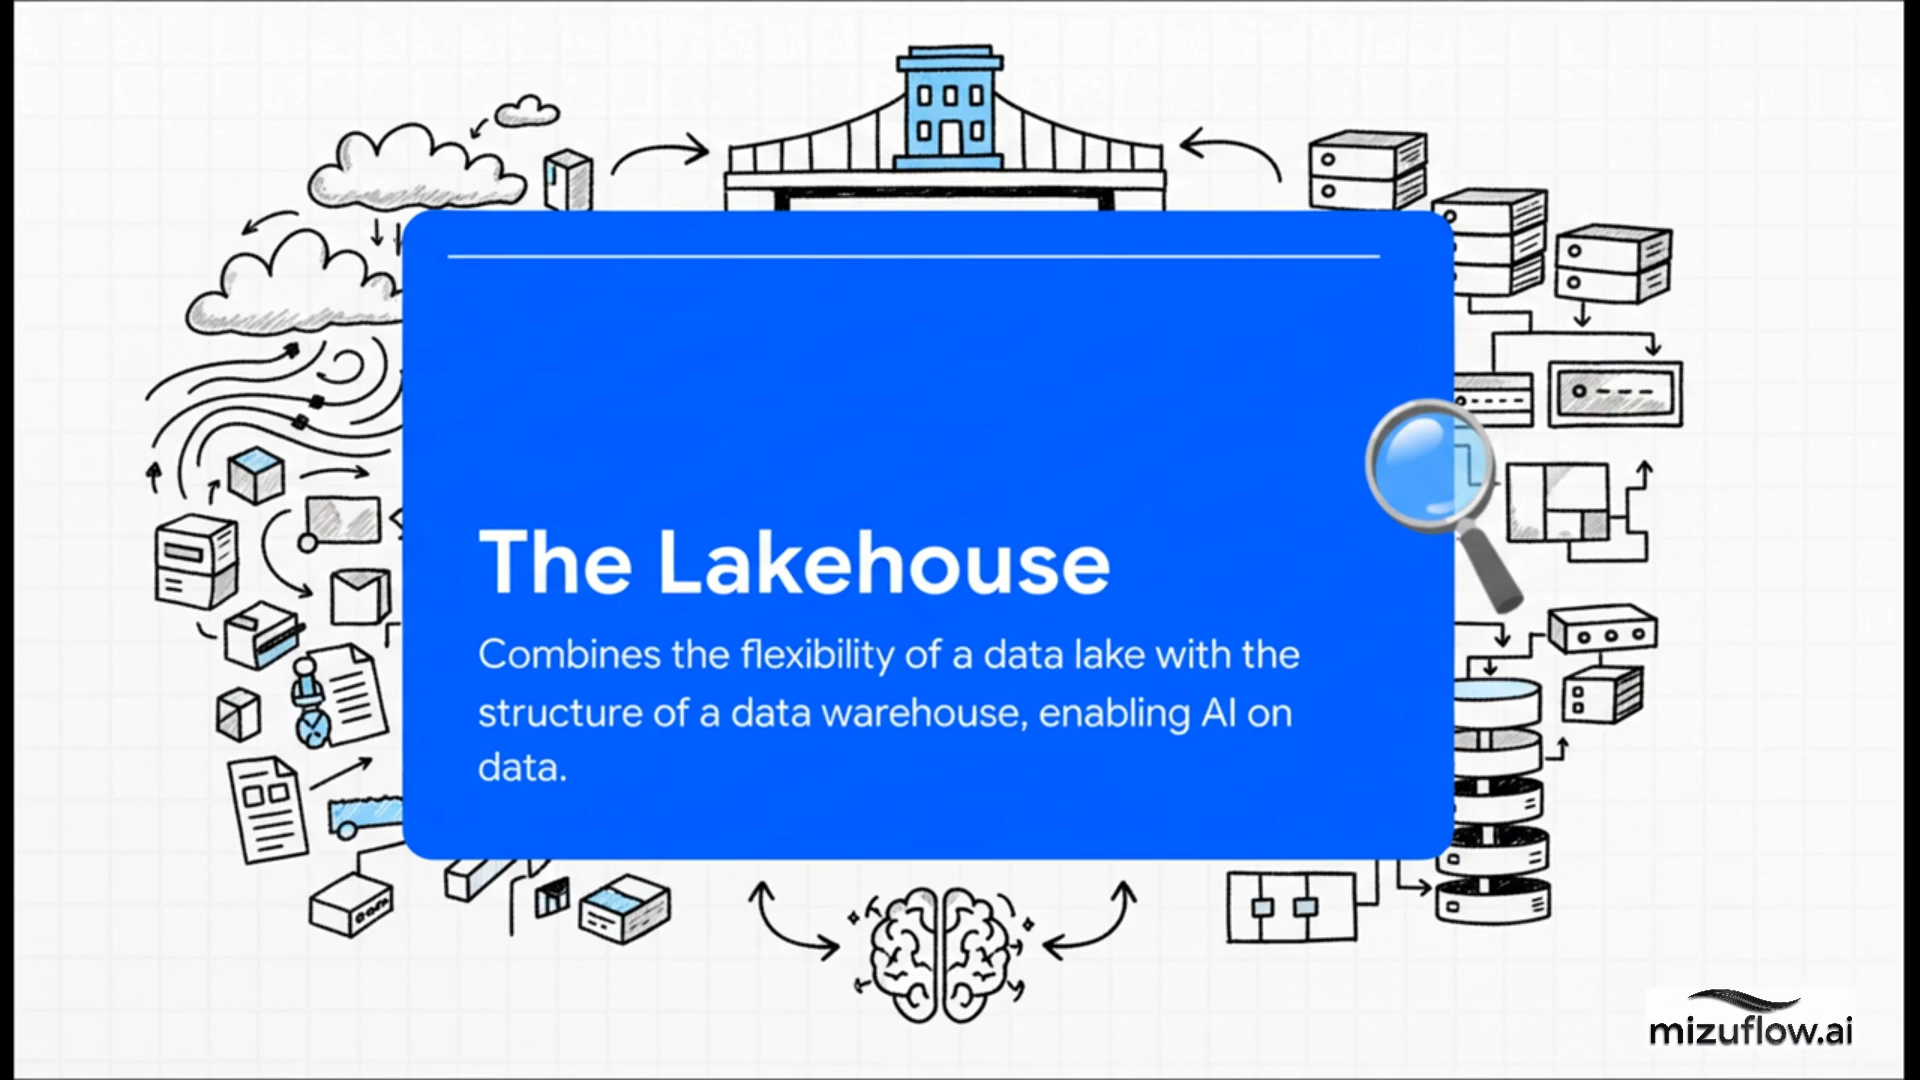 The Lakehouse
Combines the flexibility of a data lake with the
structure of a data warehouse, enabling AI on
data.
mizuflow.ai